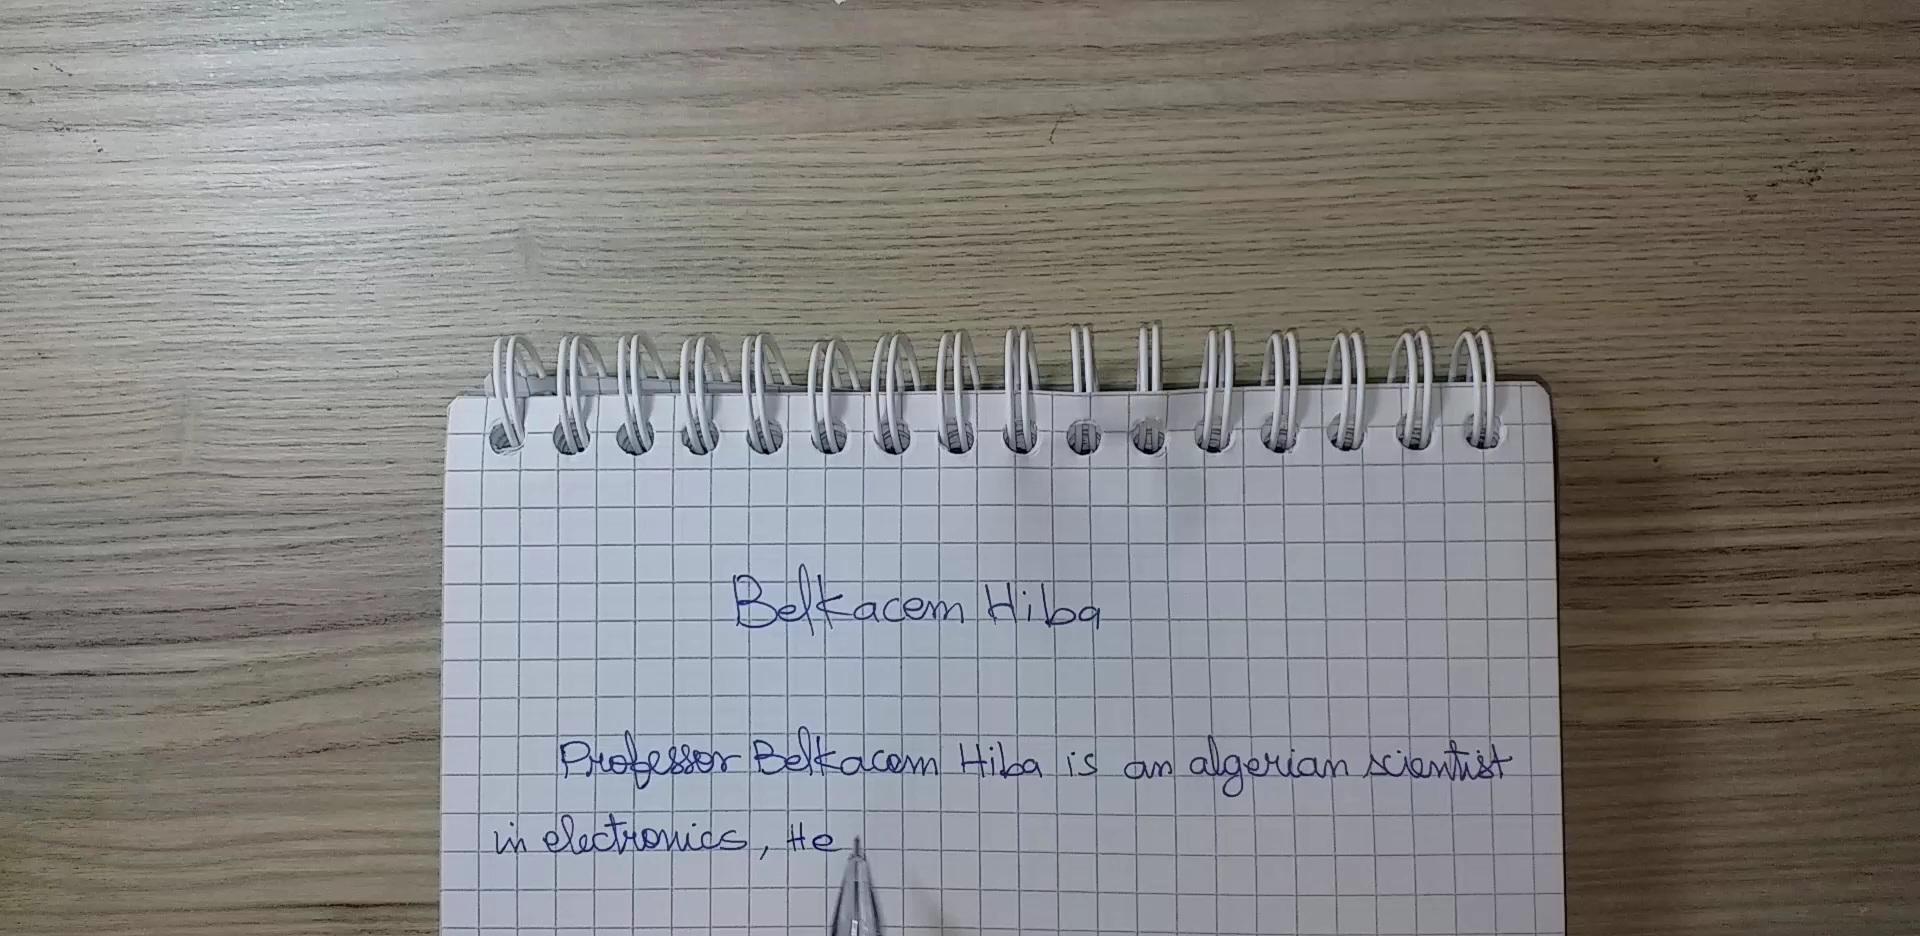 Belkacem Hiba
Professor Belkacem Hiba is an algerian scientist
in electronics, He